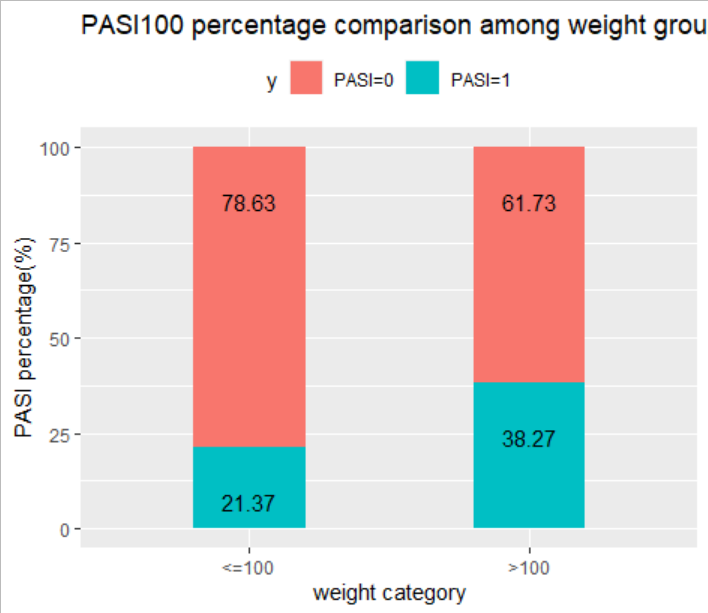 PASI100 percentage comparison among weight grou
y PASI=0 PASI=1
PASI percentage(%)
100
75
50
25
0
78.63
61.73
38.27
21.37
<=100 >100
weight category